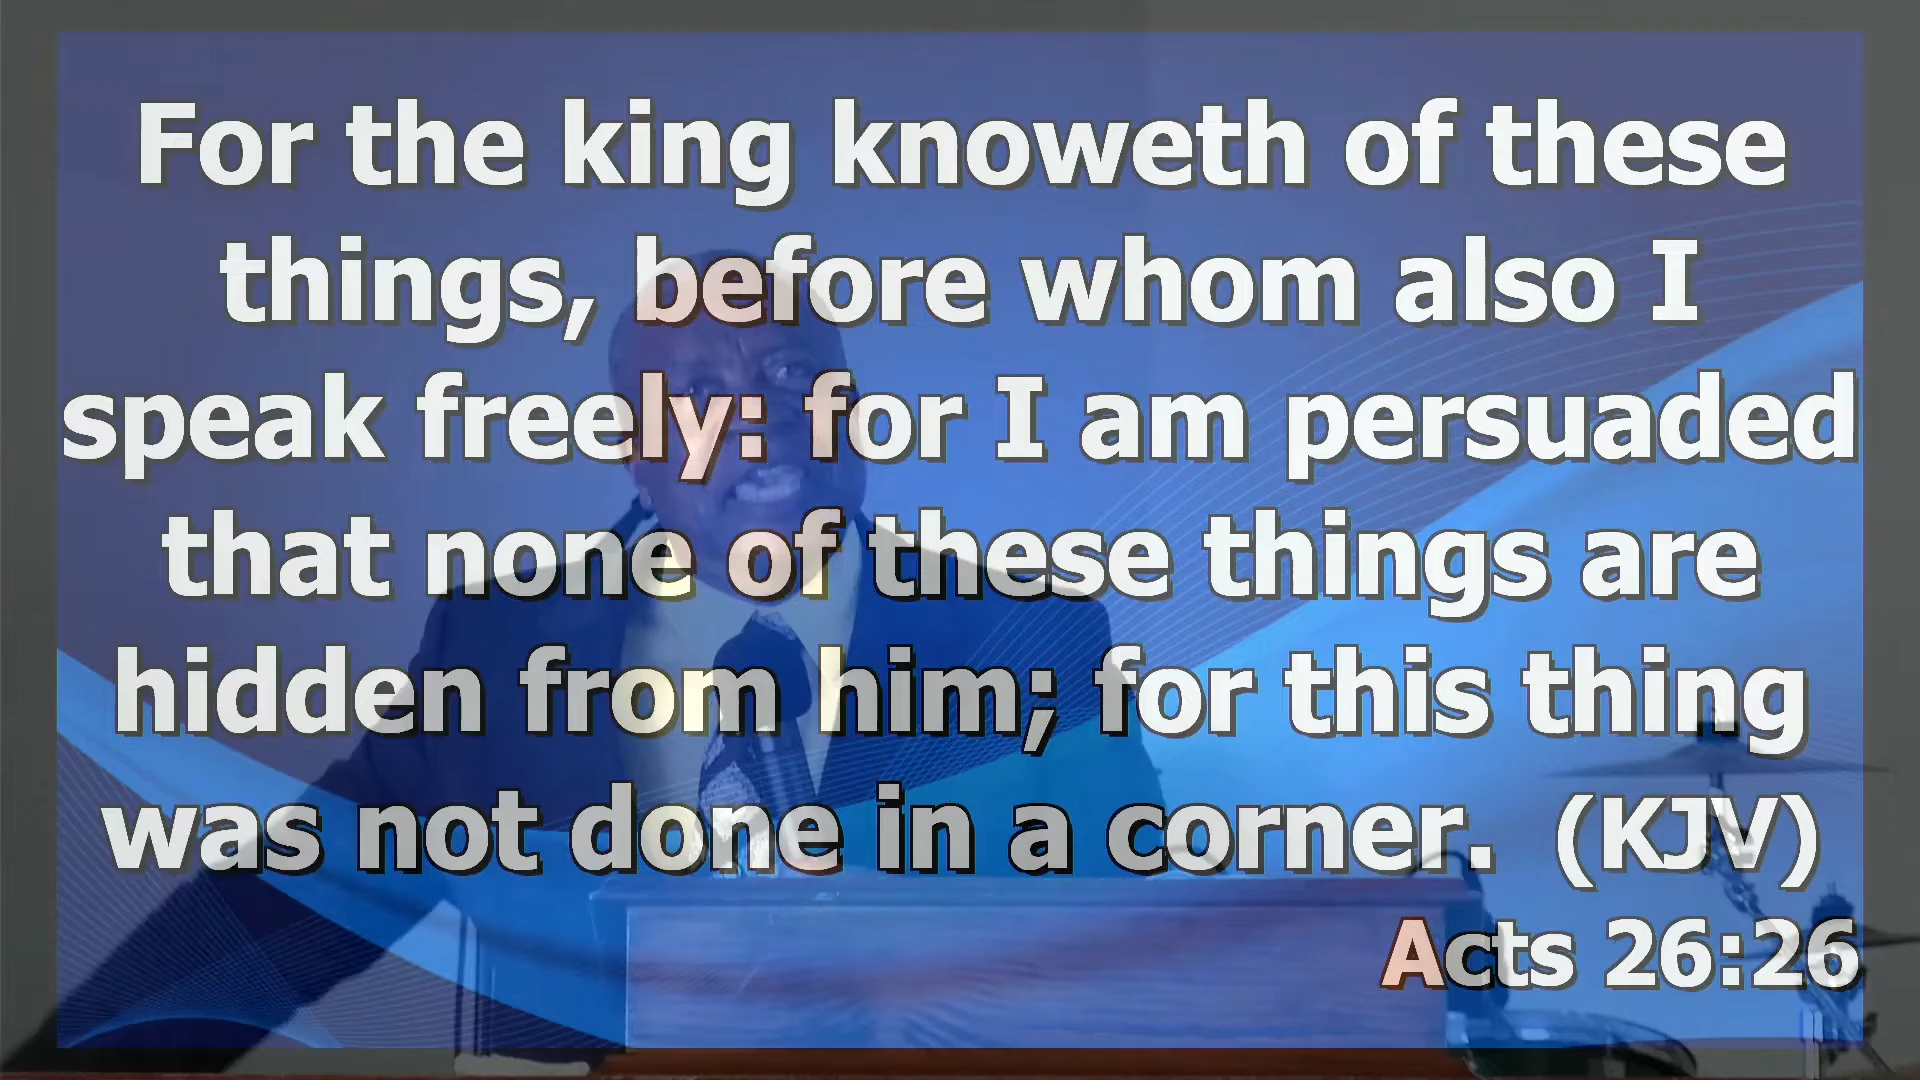 For the king knoweth of these
things, before whom also I
speak freely: for I am persuaded
that none of these things are
hidden from him; for this thing
was not done in a corner. (KJV)
Acts 26:26